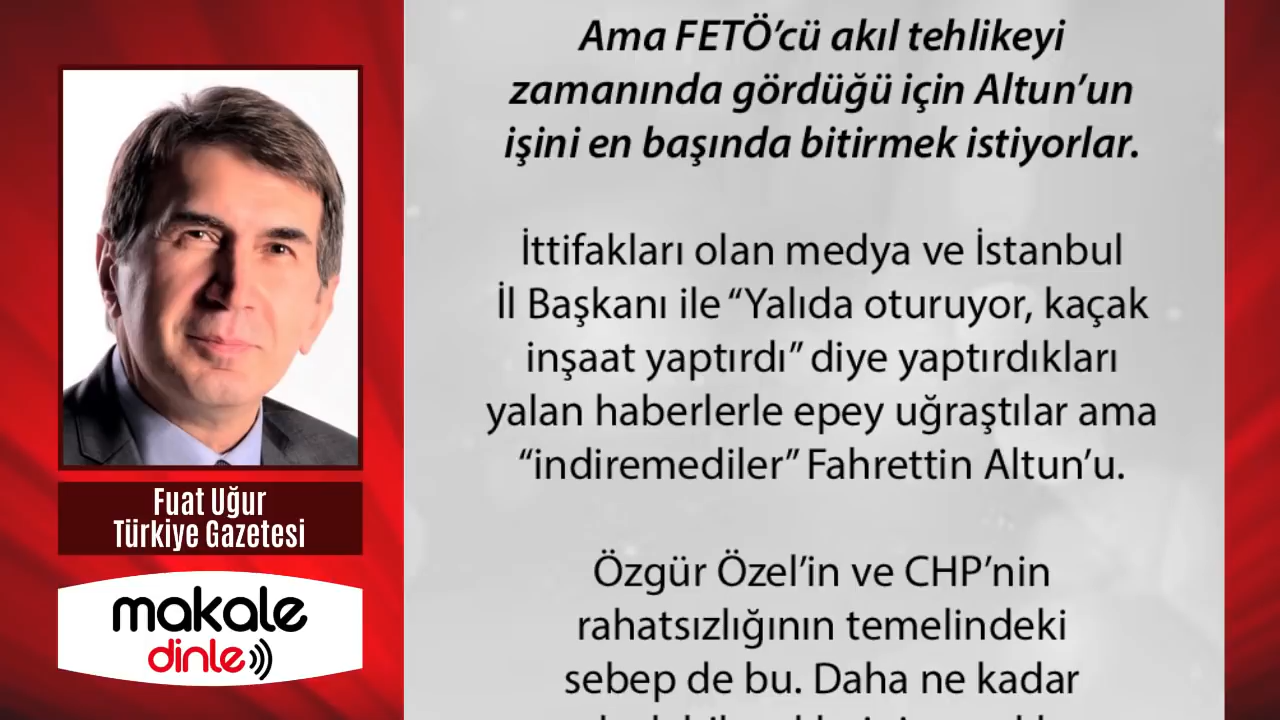 Ama FETÖ’cü akıl tehlikeyi
zamanında gördüğü için Altun’un
işini en başında bitirmek istiyorlar.
İttifakları olan medya ve İstanbul
İl Başkanı ile “Yalıda oturuyor, kaçak
inşaat yaptırdı” diye yaptırdıkları
yalan haberlerle epey uğraştılar ama
“indiremediler” Fahrettin Altun’u.
Özgür Özel’in ve CHP’nin
rahatsızlığının temelindeki
sebep de bu. Daha ne kadar
Fuat Uğur
Türkiye Gazetesi
makale
dinle